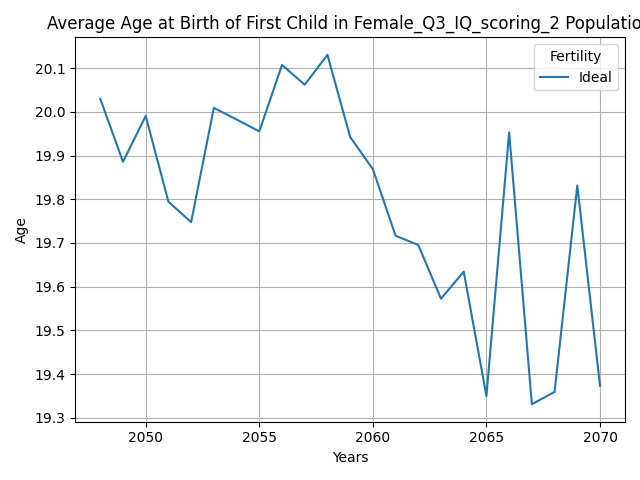 Average Age at Birth of First Child in Female_Q3_IQ_scoring_2 Populatio
Fertility
Ideal
20.1
20.0
19.9
19.8
19.7
19.6
19.5
19.4
19.3
Age
2050 2055 2060 2065 2070
Years